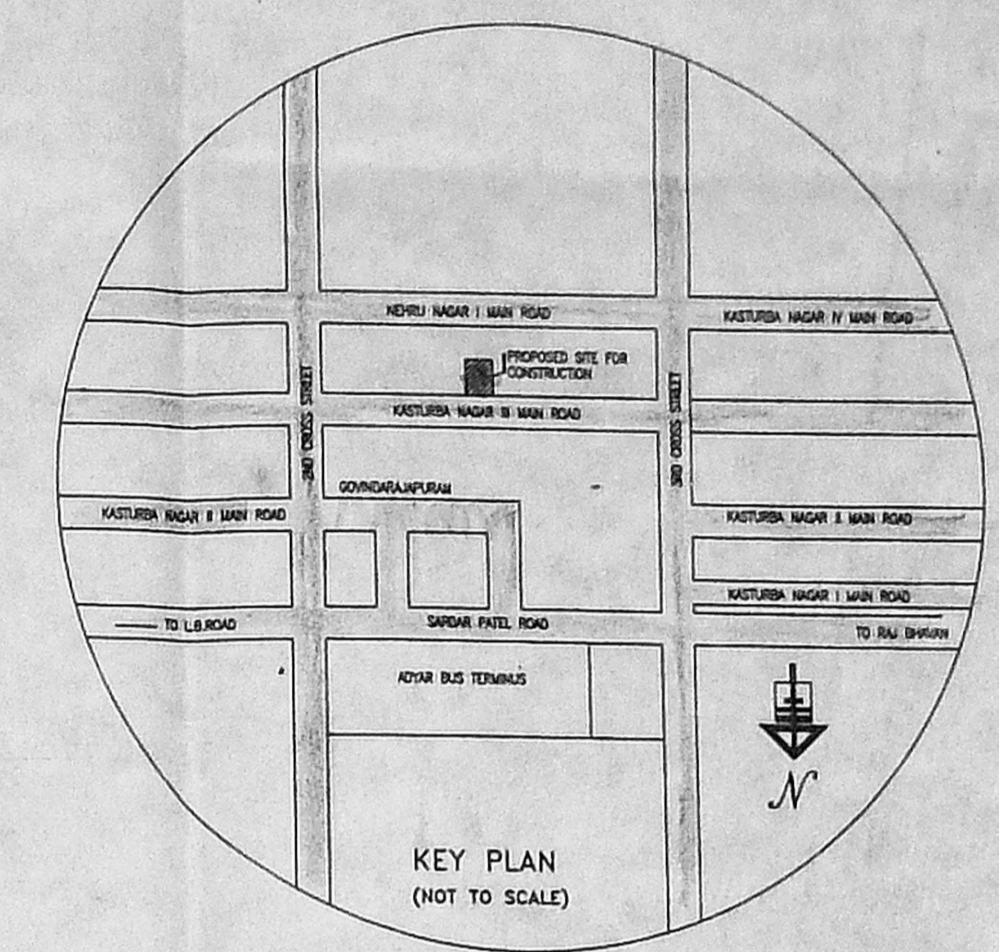 NEHRU NAGAR I MAIN ROAD
KASTURBA NAGAR IV MAIN ROAD
PROPOSED SITE FOR
CONSTRUCTION
KASTURBA NAGAR III MAIN ROAD
2ND CROSS STREET
3RD CROSS STREET
GOVINDARAJAPURAM
KASTURBA NAGAR II MAIN ROAD
KASTURBA NAGAR II MAIN ROAD
KASTURBA NAGAR I MAIN ROAD
TO L.B.ROAD
SARDAR PATEL ROAD
TO RAJ BHAVAN
ADYAR BUS TERMINUS
N
KEY PLAN
(NOT TO SCALE)